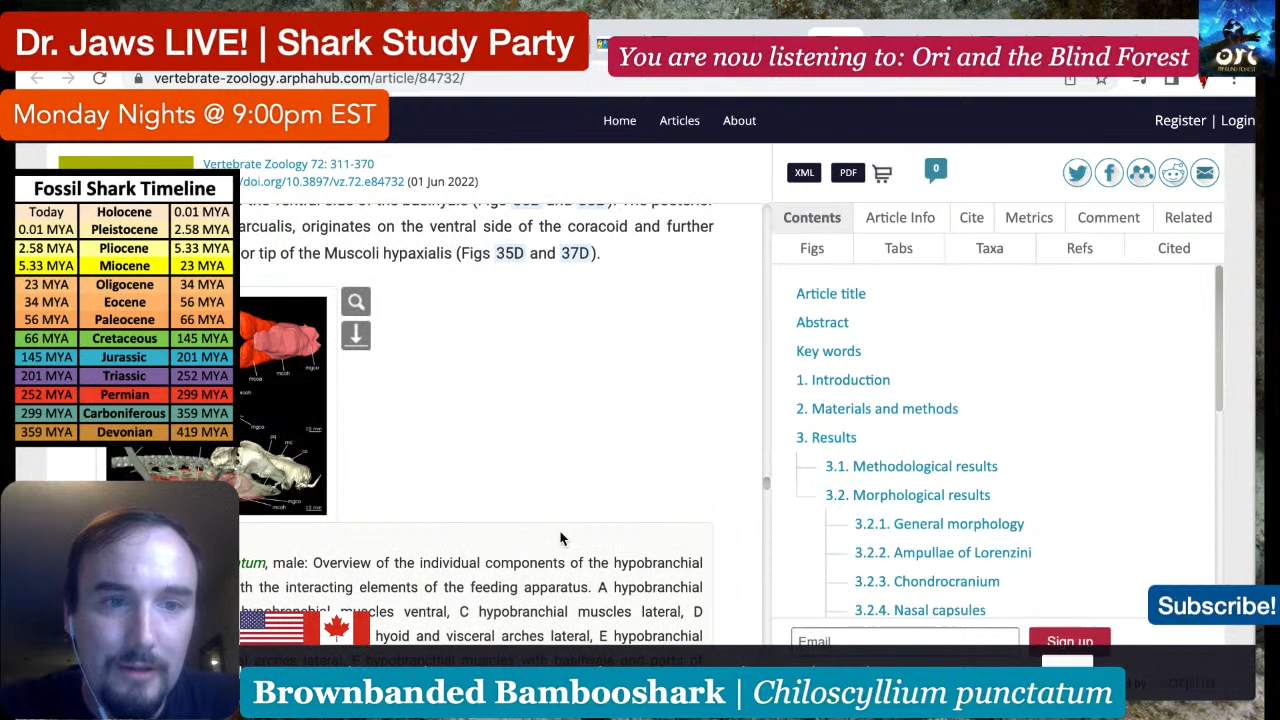 Dr. Jaws LIVE! | Shark Study Party
You are now listening to: Ori and the Blind Forest
ori
vertebrate-zoology.arphahub.com/article/84732/
Monday Nights @ 9:00pm EST
Home Articles About
Register | Login
Vertebrate Zoology 72: 311-370
/doi.org/10.3897/vz.72.e84732 (01 Jun 2022)
XML PDF
0
Fossil Shark Timeline
Today Holocene 0.01 MYA
0.01 MYA Pleistocene 2.58 MYA
2.58 MYA Pliocene 5.33 MYA
5.33 MYA Miocene 23 MYA
23 MYA Oligocene 34 MYA
34 MYA Eocene 56 MYA
56 MYA Paleocene 66 MYA
66 MYA Cretaceous 145 MYA
145 MYA Jurassic 201 MYA
201 MYA Triassic 252 MYA
252 MYA Permian 299 MYA
299 MYA Carboniferous 359 MYA
359 MYA Devonian 419 MYA
arcualis, originates on the ventral side of the coracoid and further
or tip of the Muscoli hypaxialis (Figs 35D and 37D).
Contents Article Info Cite Metrics Comment Related
Figs Tabs Taxa Refs Cited
Article title
Abstract
Key words
1. Introduction
2. Materials and methods
3. Results
3.1. Methodological results
3.2. Morphological results
3.2.1. General morphology
3.2.2. Ampullae of Lorenzini
3.2.3. Chondrocranium
3.2.4. Nasal capsules
tum, male: Overview of the individual components of the hypobranchial
th the interacting elements of the feeding apparatus. A hypobranchial
hypobranchial muscles ventral, C hypobranchial muscles lateral, D
hyoid and visceral arches lateral, E hypobranchial
Email
Sign up
Subscribe!
Brownbanded Bambooshark | Chiloscyllium punctatum